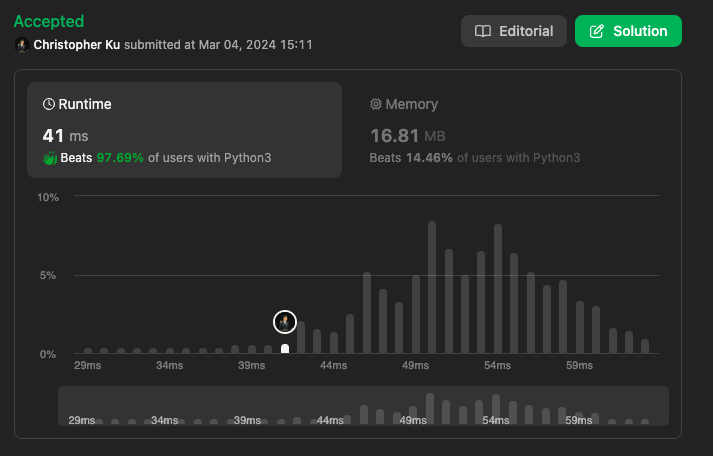 Accepted
Editorial
Solution
Christopher Ku submitted at Mar 04, 2024 15:11
Runtime
Memory
41 ms
16.81 MB
Beats 97.69% of users with Python3
Beats 14.46% of users with Python3
10%
5%
0%
29ms 34ms 39ms 44ms 49ms 54ms 59ms
29ms 34ms 39ms 44ms 49ms 54ms 59ms